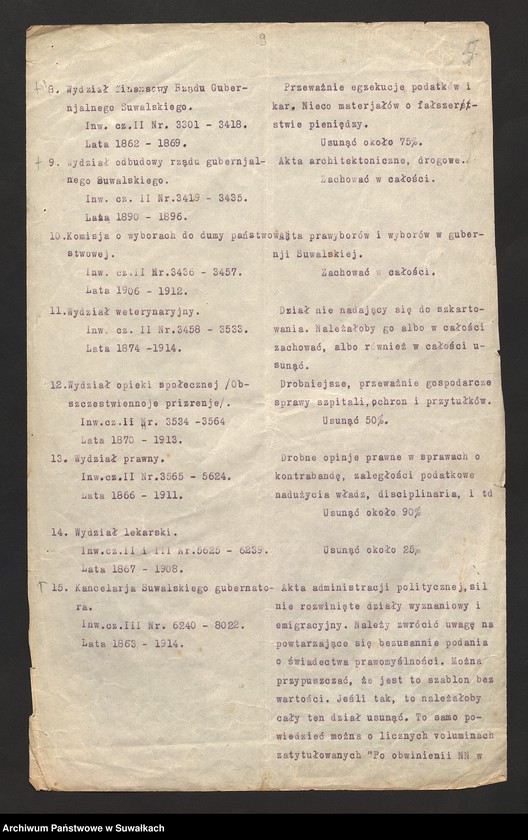 9
8. Wydział finansowy Rządu Guber-
njalnego Suwalskiego.
Inw. cz.II Nr. 3301 - 3418.
Lata 1862 - 1869.
Przeważnie egzekucje podatków i
kar. Nieco materjałów o fałszerst-
stwie pieniędzy.
Usunąć około 75%.
9. Wydział odbudowy rządu gubernjal-
nego Suwalskiego.
Inw. cz. II Nr.3419 - 3435.
Lata 1890 - 1896.
Akta architektoniczne, drogowe.
Zachować w całości.
10.Komisja o wyborach do dumy państwowej
stwowej.
Inw. cz.II Nr.3436 - 3457.
Lata 1906 - 1912.
Akta prawyborów i wyborów w guber-
nji Suwalskiej.
Zachować w całości.
11.Wydział weterynaryjny.
Inw. cz. II Nr.3458 - 3533.
Lata 1874 -1914.
Dział nie nadający się do szkarto-
wania. Należałoby go albo w całości
zachować, albo również w całości u-
sunąć.
12.Wydział opieki społecznej /Ob-
szczestwiennoje prizrenje/.
Inw.cz.II Nr. 3534 -3564
Lata 1870 - 1913.
Drobniejsze, przeważnie gospodarcze
sprawy szpitali,ochron i przytułków.
Usunąć 50%.
13. Wydział prawny.
Inw.cz.II Nr.3565 - 5624.
Lata 1866 - 1911.
Drobne opinje prawne w sprawach o
kontrabandę, zaległości podatkowe
nadużycia władz, disciplinaria, i td
Usunąć około 90%
14. Wydział lekarski.
Inw.cz.II i III Nr.5625 - 6239.
Lata 1867 - 1908.
Usunąć około 25%
15. Kancelarja Suwalskiego gubernato-
ra.
Inw.cz.III Nr. 6240 - 8022.
Lata 1863 - 1914.
Akta administracji politycznej,sil
nie rozwinięte działy wyznaniowy i
emigracyjny. Należy zwrócić uwagę na
powtarzające się bezusannie podania
o świadectwa prawomyślności. Można
przypuszczać, że jest to szablon bez
wartości. Jeśli tak, to należałoby
cały ten dział usunąć. To samo po-
wiedzieć można o licznych voluminach
zatytułowanych "Po obwinienii NN w
Archiwum Państwowe w Suwałkach